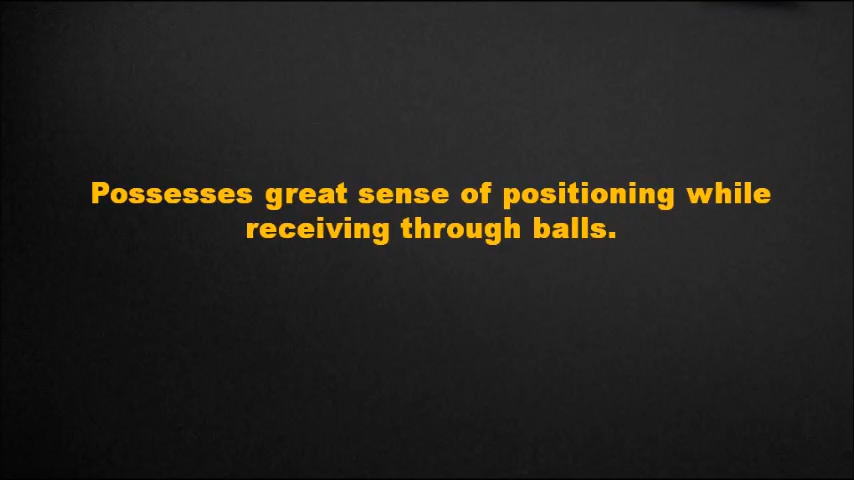 Possesses great sense of positioning while
receiving through balls.